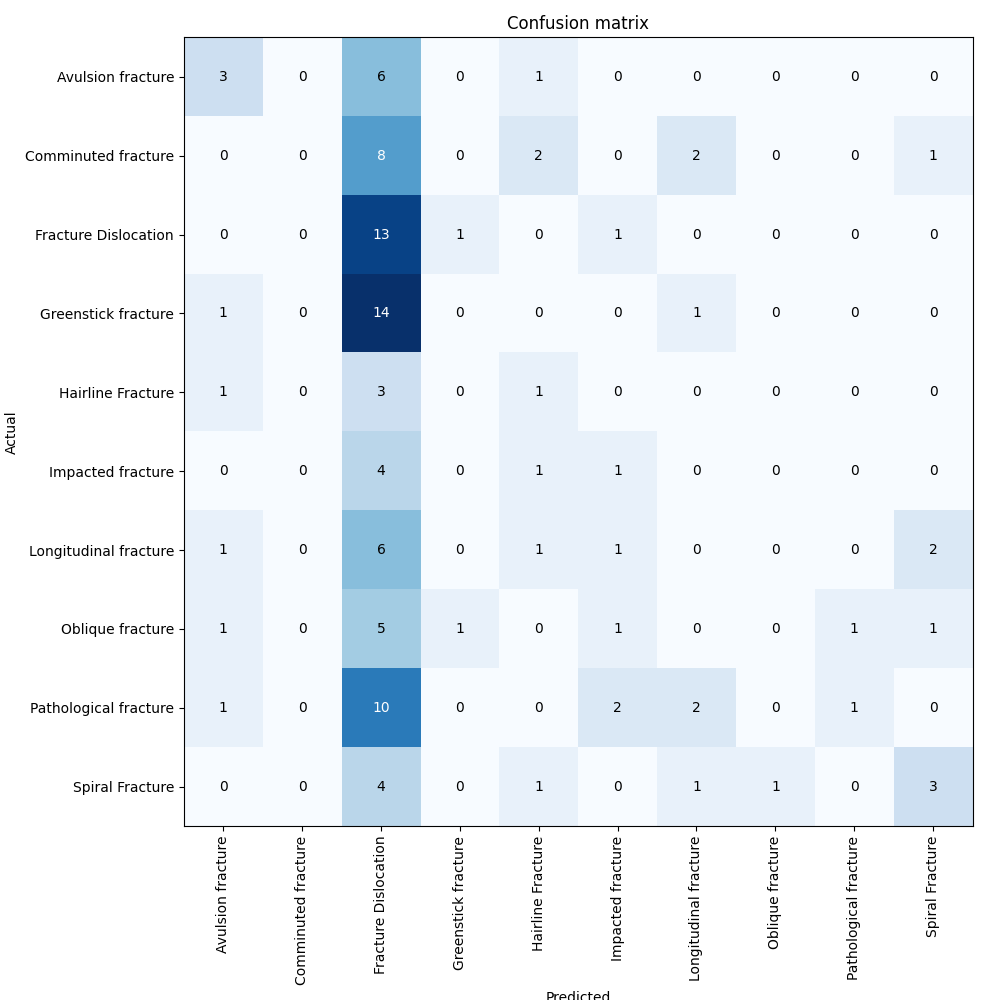 Confusion matrix
Avulsion fracture 3 0 6 0 1 0 0 0 0 0
Comminuted fracture 0 0 8 0 2 0 2 0 0 1
Fracture Dislocation 0 0 13 1 0 1 0 0 0 0
Greenstick fracture 1 0 14 0 0 0 1 0 0 0
Hairline Fracture 1 0 3 0 1 0 0 0 0 0
Actual
Impacted fracture 0 0 4 0 1 1 0 0 0 0
Longitudinal fracture 1 0 6 0 1 1 0 0 0 2
Oblique fracture 1 0 5 1 0 1 0 0 1 1
Pathological fracture 1 0 10 0 0 2 2 0 1 0
Spiral Fracture 0 0 4 0 1 0 1 1 0 3
Avulsion fracture
Comminuted fracture
Fracture Dislocation
Greenstick fracture
Hairline Fracture
Impacted fracture
Longitudinal fracture
Oblique fracture
Pathological fracture
Spiral Fracture
Predicted